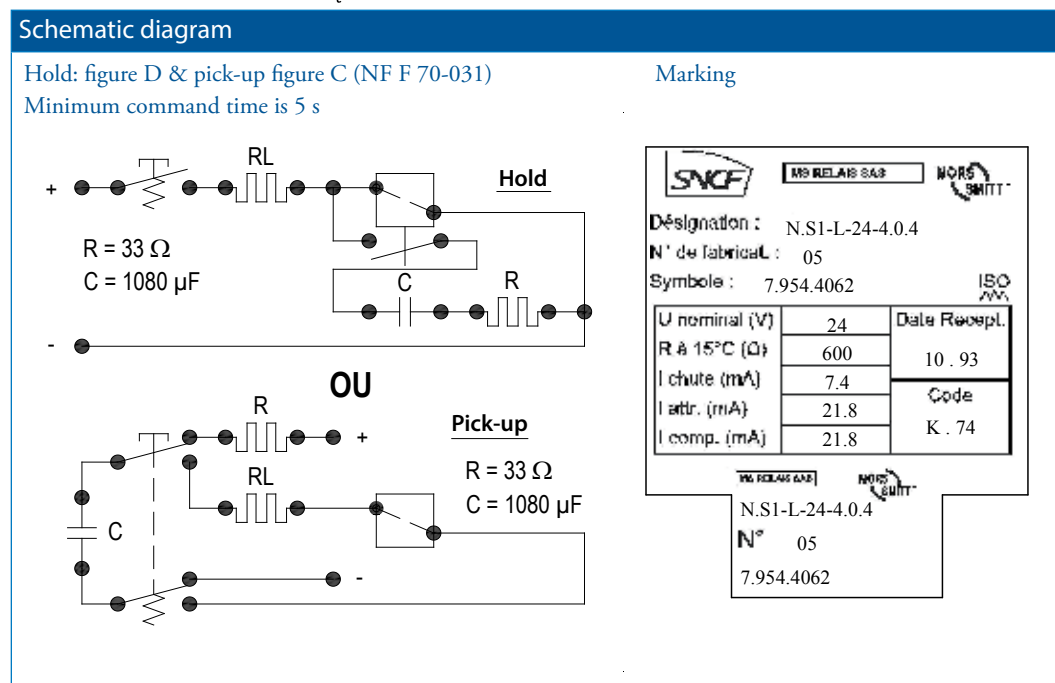 Schematic diagram
Hold: figure D & pick-up figure C (NF F 70-031)
Minimum command time is 5 s
Marking
RL
+
Hold
R = 33 Ω
C = 1080 µF
C
R
-
OU
R
+
Pick-up
RL
R = 33 Ω
C = 1080 µF
C
-
SNCF
MS RELAIS SAS
MORS SMITT
Désignation : N.S1-L-24-4.0.4
N° de fabricat. : 05
Symbole : 7.954.4062
ISO
U nominal (V) 24 Date Recept.
R à 15°C (Ω) 600 10 . 93
I chute (mA) 7.4 Code
I attr. (mA) 21.8 K . 74
I comp. (mA) 21.8
MS RELAIS SAS
MORS SMITT
N.S1-L-24-4.0.4
N° 05
7.954.4062